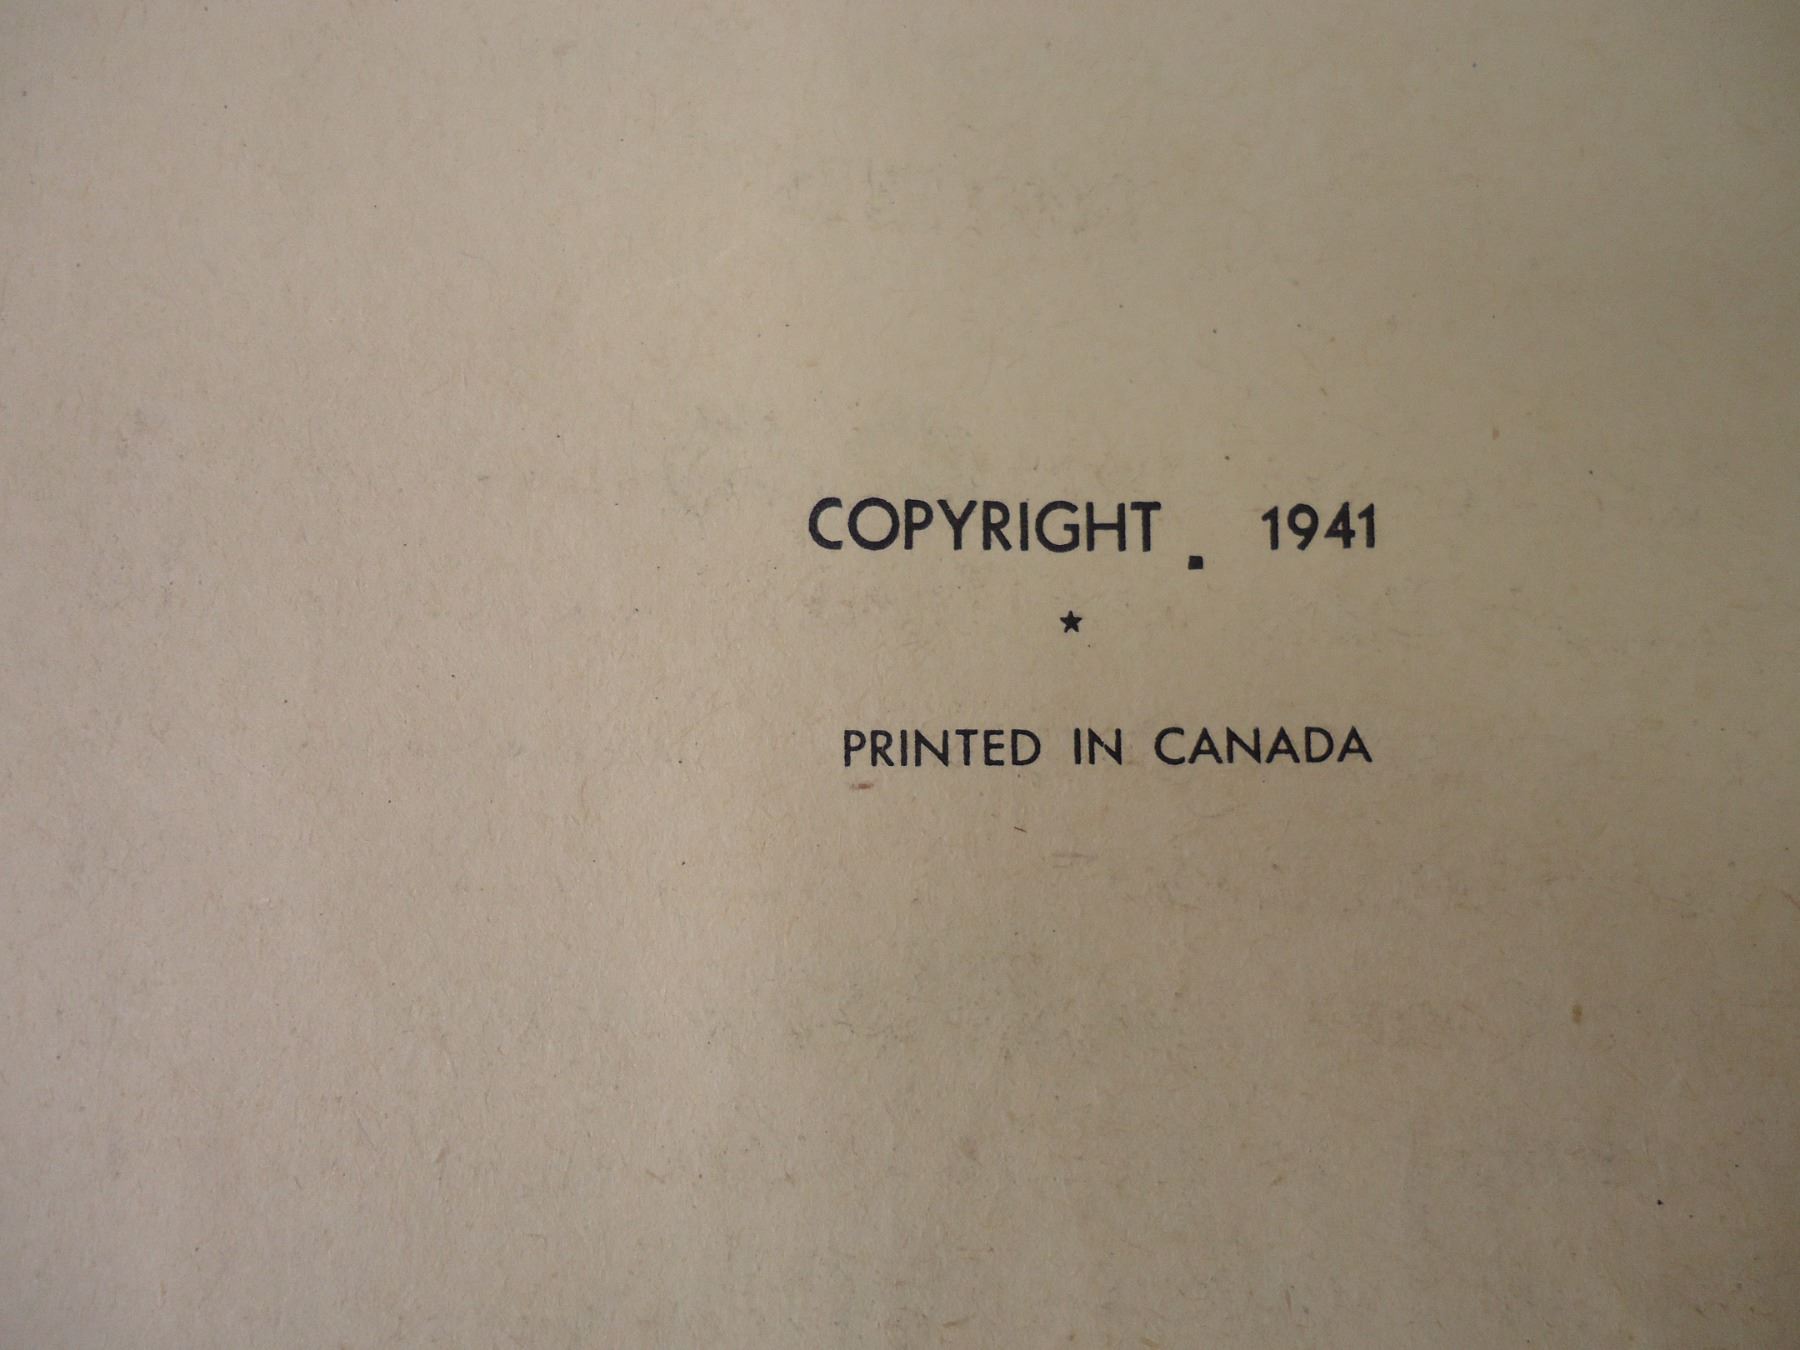 COPYRIGHT . 1941
★
PRINTED IN CANADA